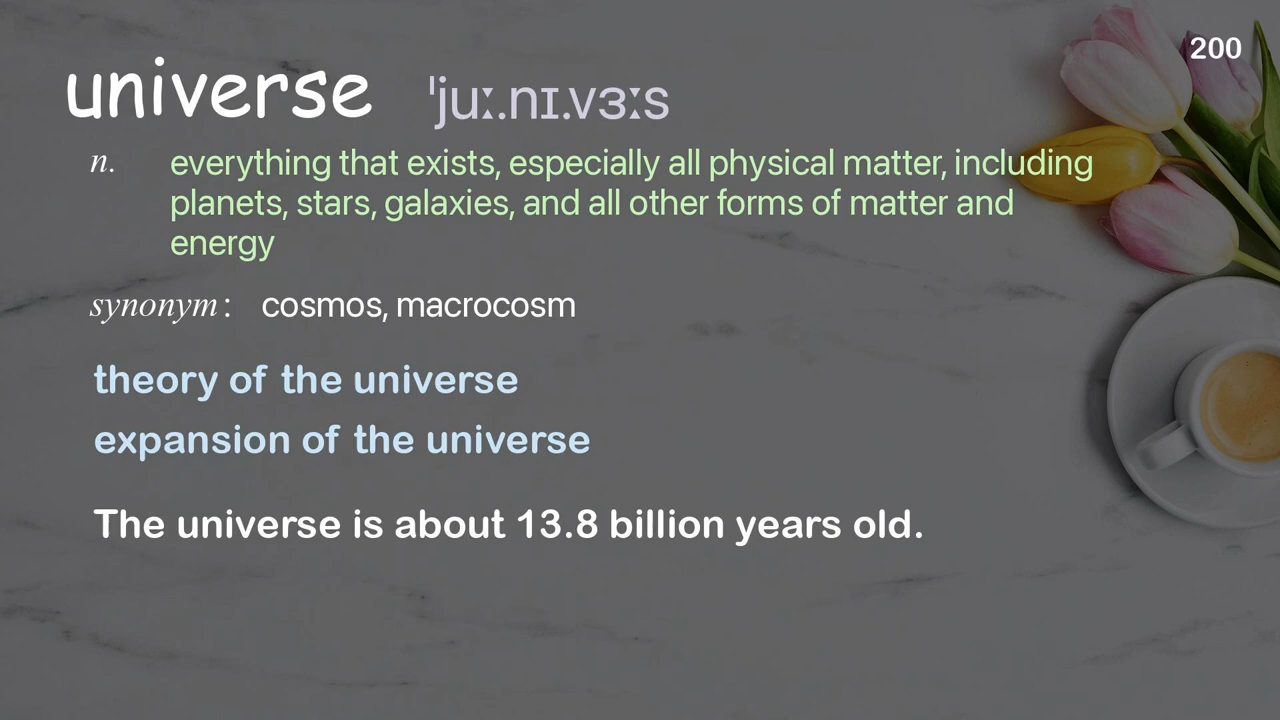 200
universe ˈjuː.nɪ.vɜːs
n. everything that exists, especially all physical matter, including
planets, stars, galaxies, and all other forms of matter and
energy
synonym: cosmos, macrocosm
theory of the universe
expansion of the universe
The universe is about 13.8 billion years old.